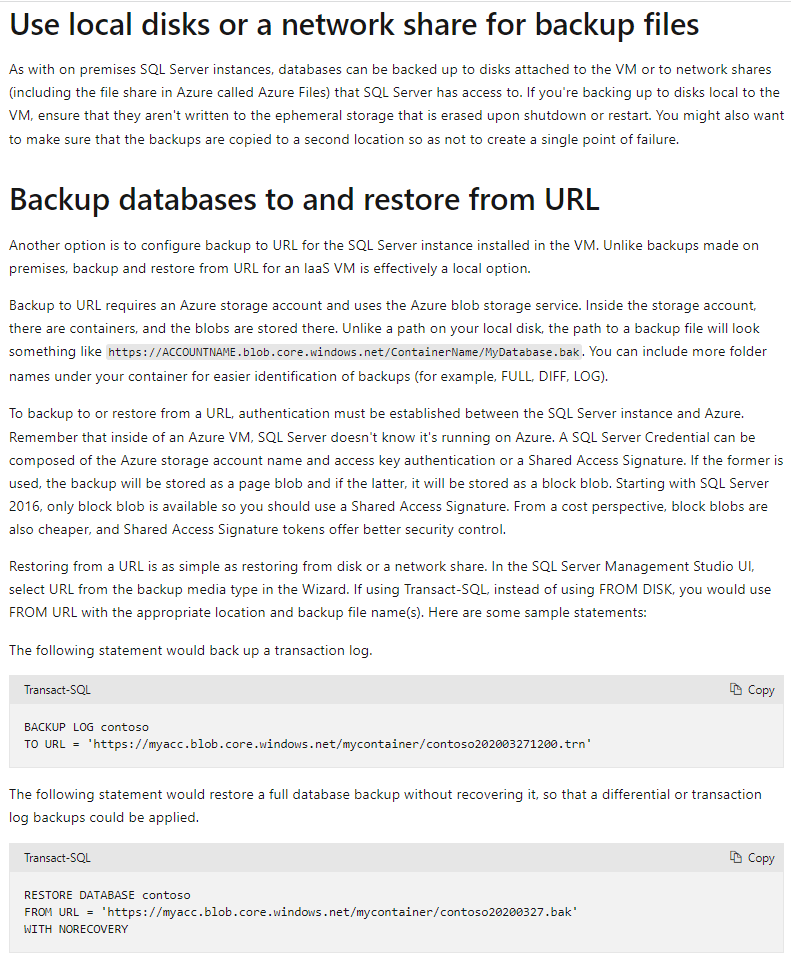 Use local disks or a network share for backup files
As with on premises SQL Server instances, databases can be backed up to disks attached to the VM or to network shares
(including the file share in Azure called Azure Files) that SQL Server has access to. If you're backing up to disks local to the
VM, ensure that they aren't written to the ephemeral storage that is erased upon shutdown or restart. You might also want
to make sure that the backups are copied to a second location so as not to create a single point of failure.
Backup databases to and restore from URL
Another option is to configure backup to URL for the SQL Server instance installed in the VM. Unlike backups made on
premises, backup and restore from URL for an IaaS VM is effectively a local option.
Backup to URL requires an Azure storage account and uses the Azure blob storage service. Inside the storage account,
there are containers, and the blobs are stored there. Unlike a path on your local disk, the path to a backup file will look
something like https://ACCOUNTNAME.blob.core.windows.net/ContainerName/MyDatabase.bak. You can include more folder
names under your container for easier identification of backups (for example, FULL, DIFF, LOG).
To backup to or restore from a URL, authentication must be established between the SQL Server instance and Azure.
Remember that inside of an Azure VM, SQL Server doesn't know it's running on Azure. A SQL Server Credential can be
composed of the Azure storage account name and access key authentication or a Shared Access Signature. If the former is
used, the backup will be stored as a page blob and if the latter, it will be stored as a block blob. Starting with SQL Server
2016, only block blob is available so you should use a Shared Access Signature. From a cost perspective, block blobs are
also cheaper, and Shared Access Signature tokens offer better security control.
Restoring from a URL is as simple as restoring from disk or a network share. In the SQL Server Management Studio UI,
select URL from the backup media type in the Wizard. If using Transact-SQL, instead of using FROM DISK, you would use
FROM URL with the appropriate location and backup file name(s). Here are some sample statements:
The following statement would back up a transaction log.
Transact-SQL Copy
BACKUP LOG contoso
TO URL = 'https://myacc.blob.core.windows.net/mycontainer/contoso202003271200.trn'
The following statement would restore a full database backup without recovering it, so that a differential or transaction
log backups could be applied.
Transact-SQL Copy
RESTORE DATABASE contoso
FROM URL = 'https://myacc.blob.core.windows.net/mycontainer/contoso20200327.bak'
WITH NORECOVERY